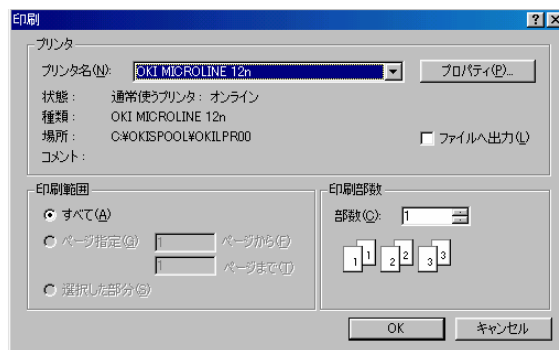 印刷
プリンタ
プリンタ名(N): OKI MICROLINE 12n プロパティ(P)...
状態： 通常使うプリンタ： オンライン
種類： OKI MICROLINE 12n
場所： C:¥OKISPOOL¥OKILPR00 ファイルへ出力(L)
コメント：
印刷範囲
すべて(A)
ページ指定(G) 1 ページから(F)
1 ページまで(T)
選択した部分(S)
印刷部数
部数(C): 1
1 1 2 2 3 3
OK キャンセル